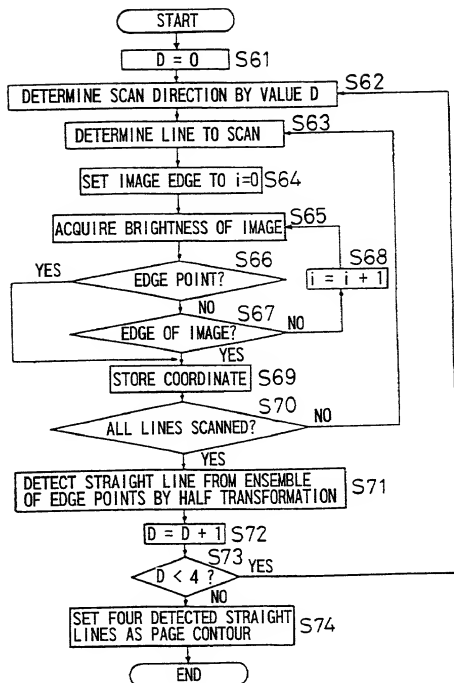 START
D = 0 S61
S62
DETERMINE SCAN DIRECTION BY VALUE D
S63
DETERMINE LINE TO SCAN
SET IMAGE EDGE TO i=0 S64
S65
ACQUIRE BRIGHTNESS OF IMAGE
S66
S68
YES
EDGE POINT?
i = i + 1
NO
S67
EDGE OF IMAGE?
NO
YES
STORE COORDINATE S69
S70
ALL LINES SCANNED?
NO
YES
DETECT STRAIGHT LINE FROM ENSEMBLE
OF EDGE POINTS BY HALF TRANSFORMATION
S71
D = D + 1 S72
S73
D < 4 ?
YES
NO
SET FOUR DETECTED STRAIGHT
LINES AS PAGE CONTOUR
S74
END